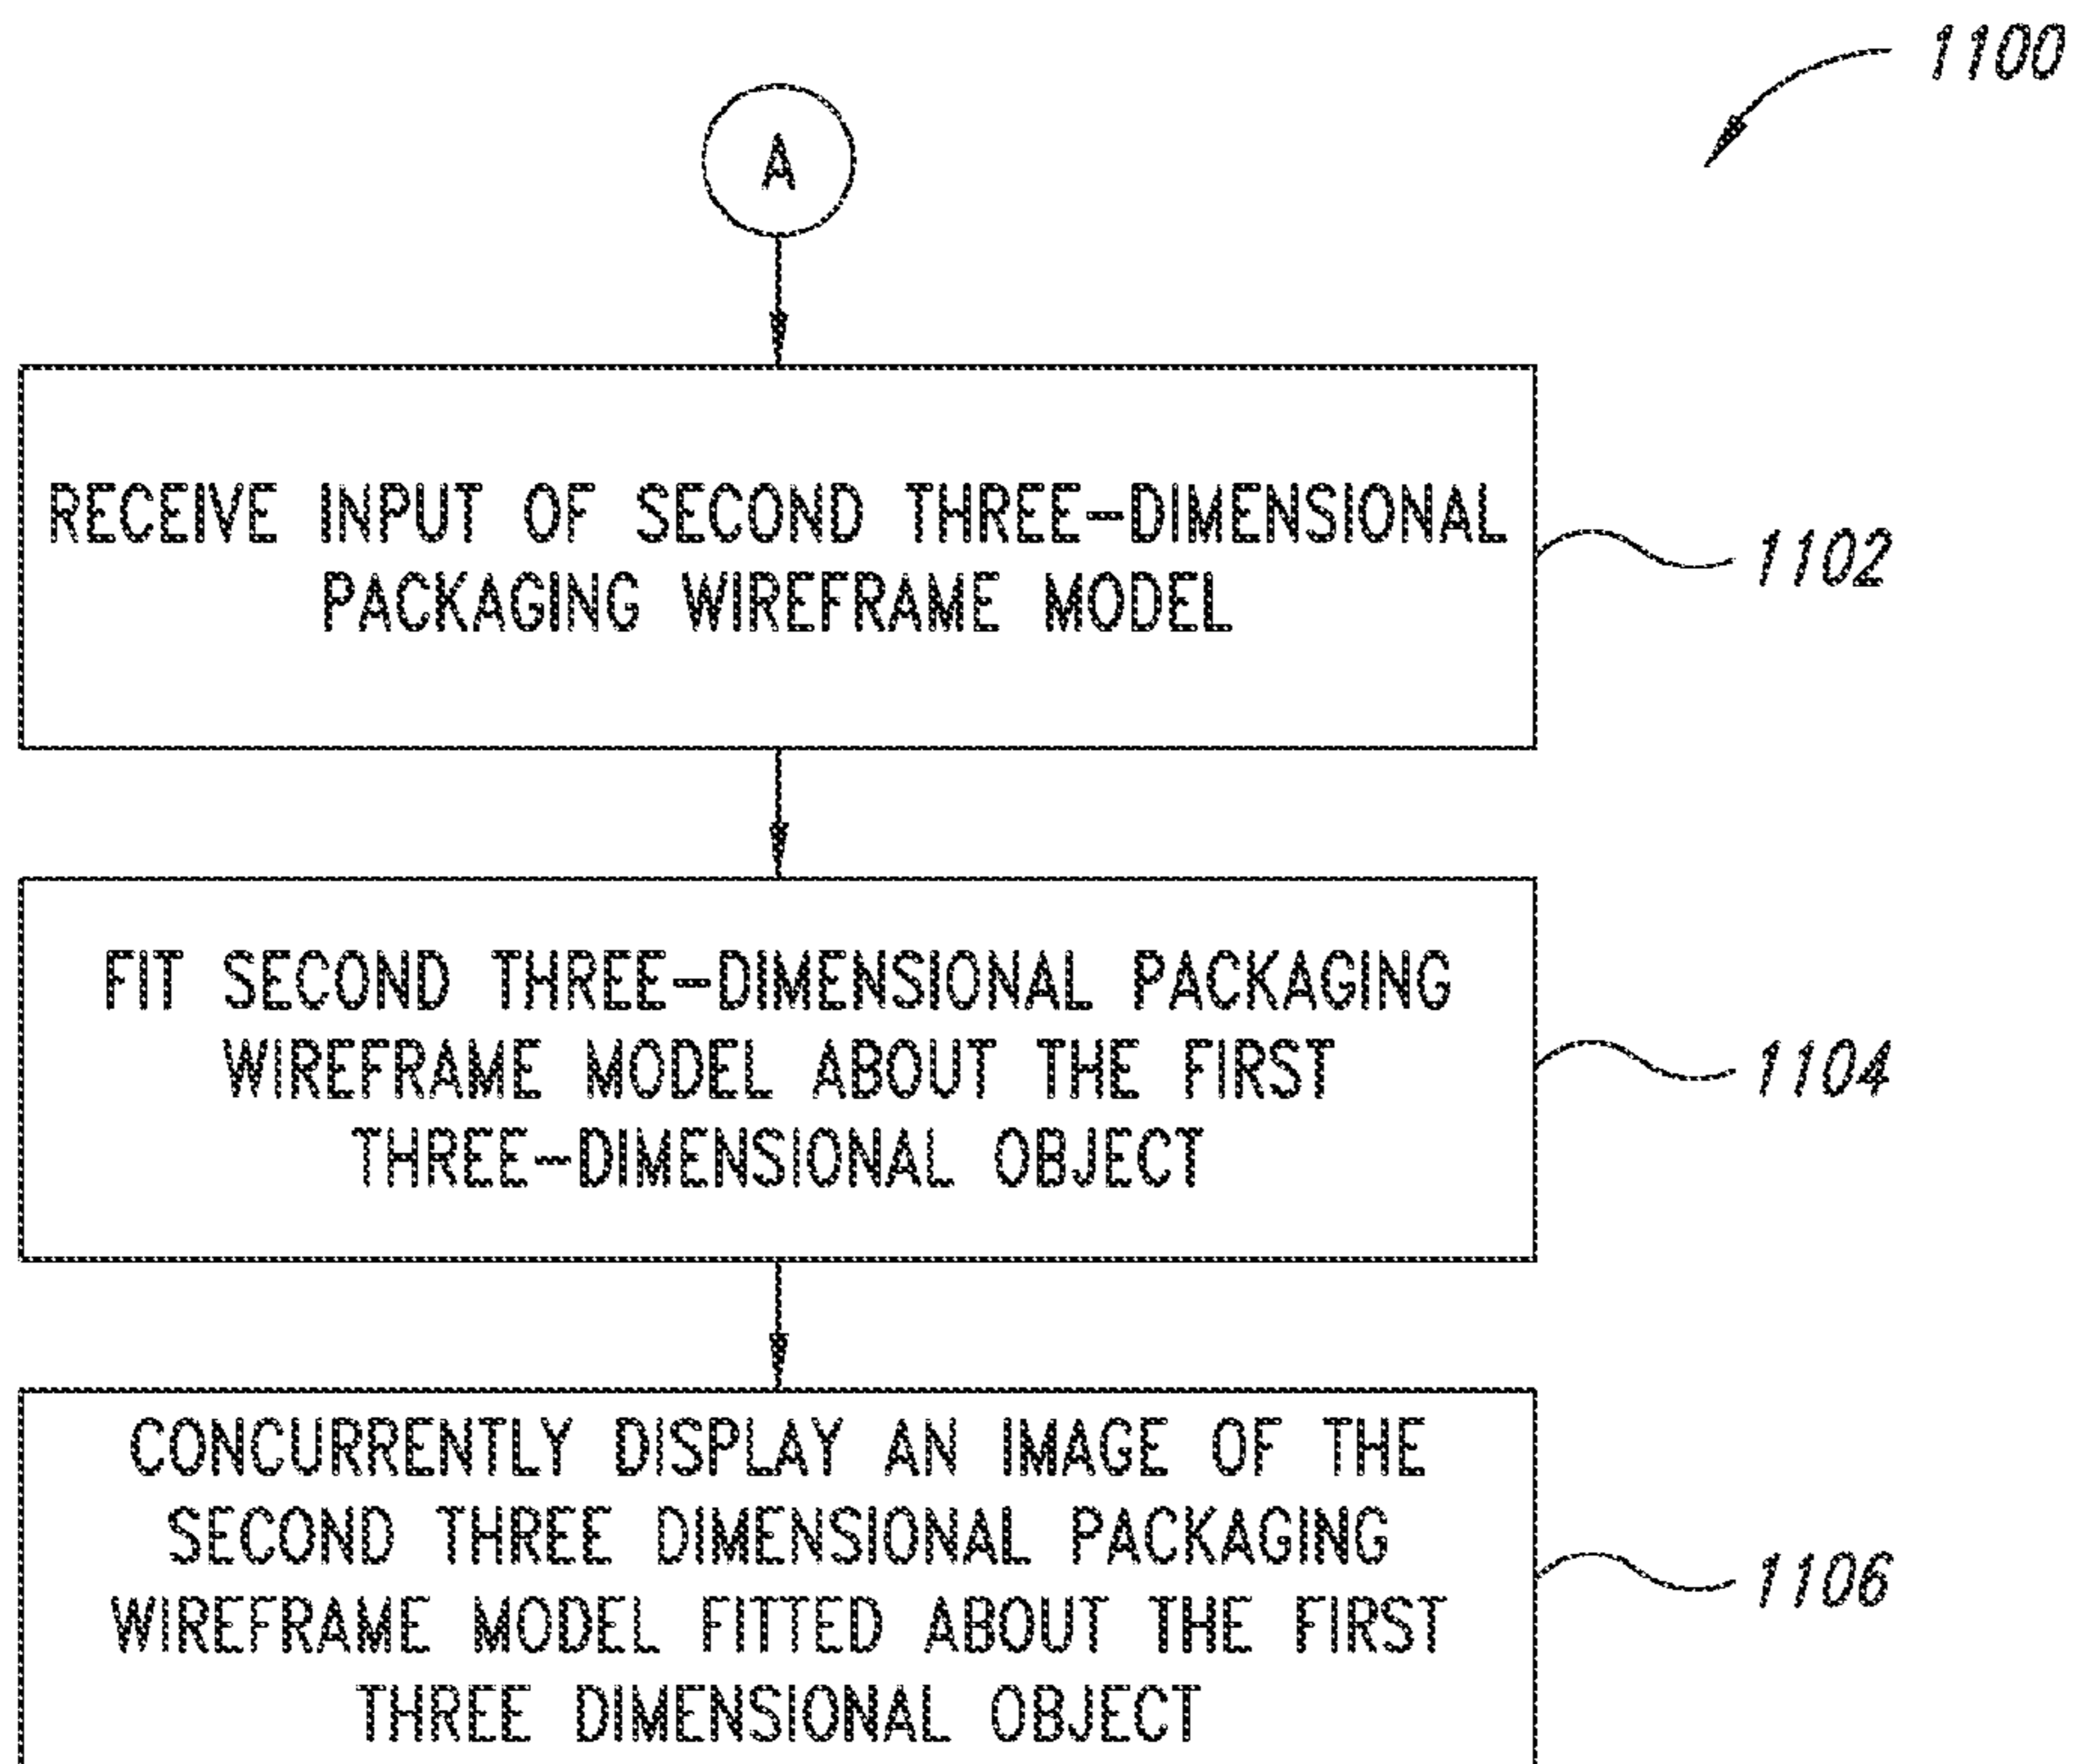 1100
A
RECEIVE INPUT OF SECOND THREE-DIMENSIONAL
PACKAGING WIREFRAME MODEL
1102
FIT SECOND THREE-DIMENSIONAL PACKAGING
WIREFRAME MODEL ABOUT THE FIRST
THREE-DIMENSIONAL OBJECT
1104
CONCURRENTLY DISPLAY AN IMAGE OF THE
SECOND THREE DIMENSIONAL PACKAGING
WIREFRAME MODEL FITTED ABOUT THE FIRST
THREE DIMENSIONAL OBJECT
1106